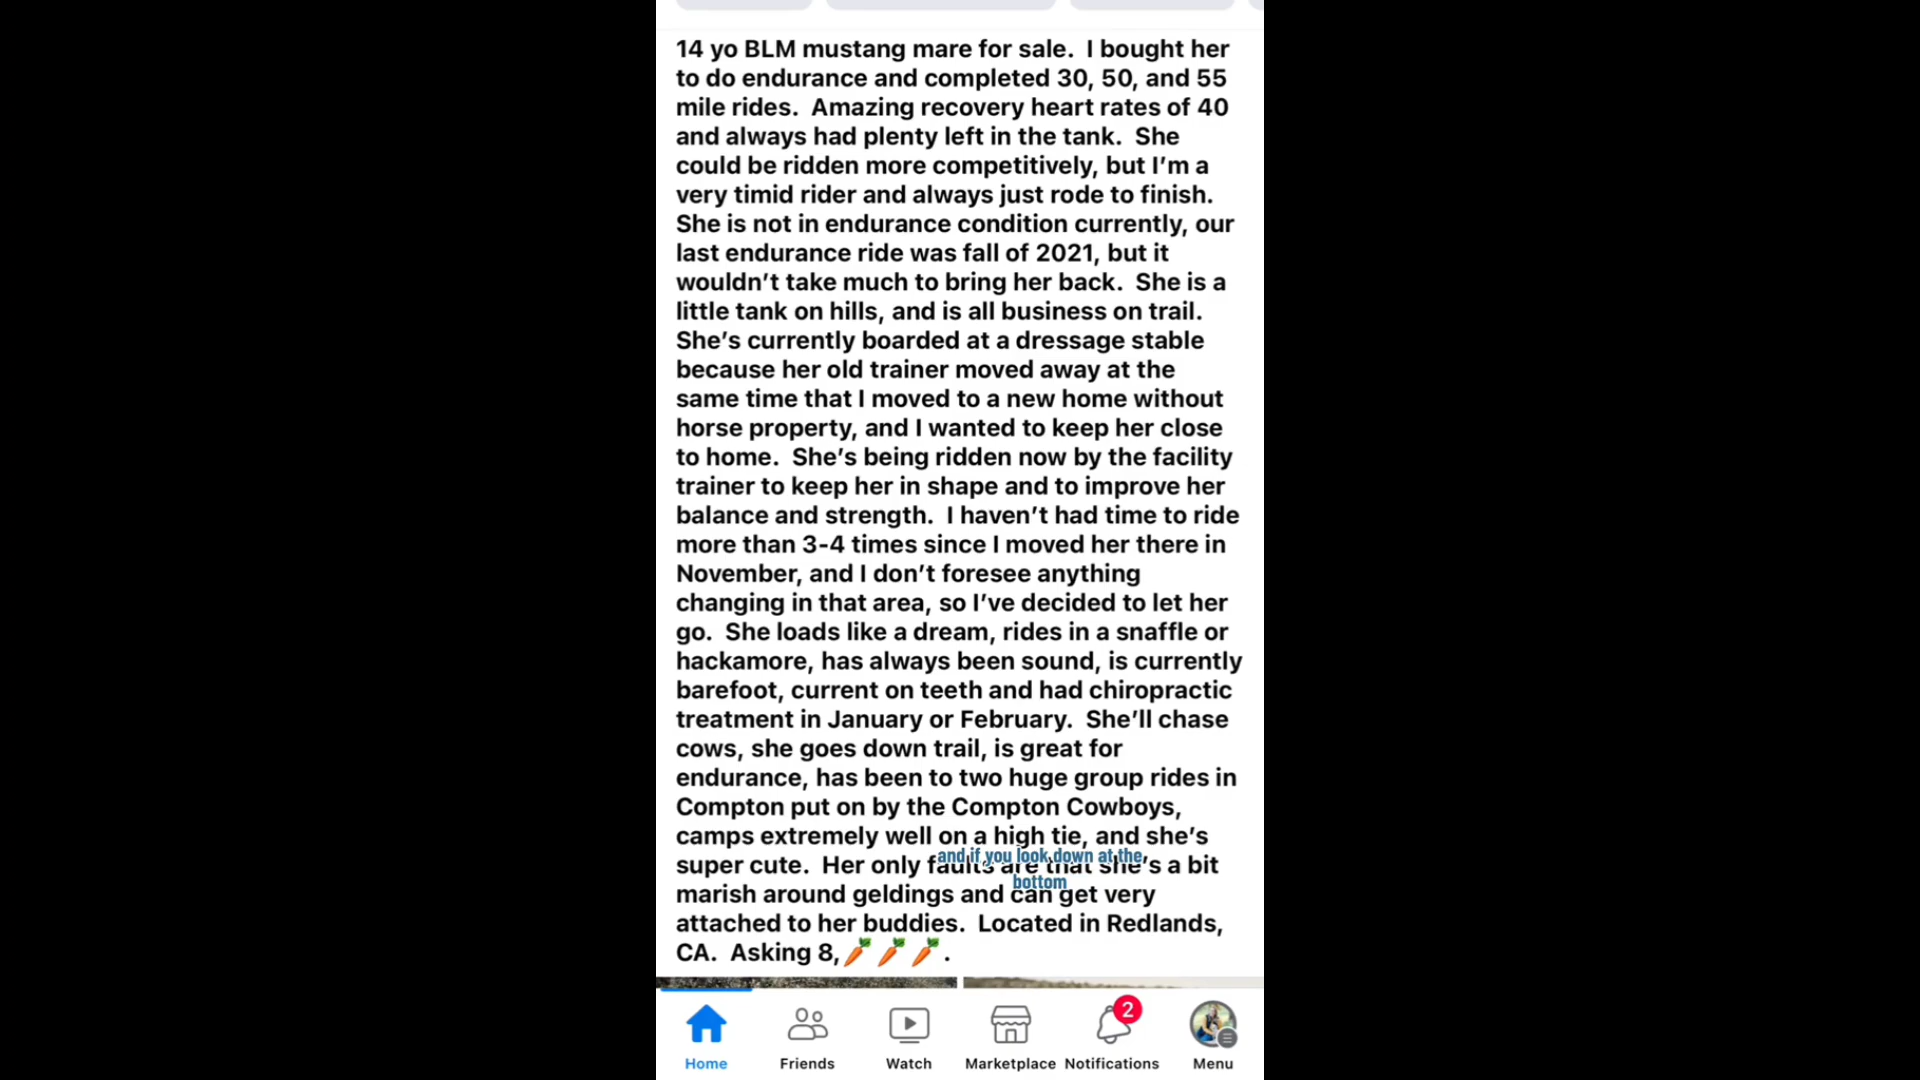 14 yo BLM mustang mare for sale.  I bought her
to do endurance and completed 30, 50, and 55
mile rides.  Amazing recovery heart rates of 40
and always had plenty left in the tank.  She
could be ridden more competitively, but I’m a
very timid rider and always just rode to finish.
She is not in endurance condition currently, our
last endurance ride was fall of 2021, but it
wouldn’t take much to bring her back.  She is a
little tank on hills, and is all business on trail.
She’s currently boarded at a dressage stable
because her old trainer moved away at the
same time that I moved to a new home without
horse property, and I wanted to keep her close
to home.  She’s being ridden now by the facility
trainer to keep her in shape and to improve her
balance and strength.  I haven’t had time to ride
more than 3-4 times since I moved her there in
November, and I don’t foresee anything
changing in that area, so I’ve decided to let her
go.  She loads like a dream, rides in a snaffle or
hackamore, has always been sound, is currently
barefoot, current on teeth and had chiropractic
treatment in January or February.  She’ll chase
cows, she goes down trail, is great for
endurance, has been to two huge group rides in
Compton put on by the Compton Cowboys,
camps extremely well on a high tie, and she’s
super cute.  Her only faults are that she’s a bit
marish around geldings and can get very
attached to her buddies.  Located in Redlands,
CA.  Asking 8,🥕🥕🥕.
and if you look down at the
bottom
2
Home Friends Watch Marketplace Notifications Menu